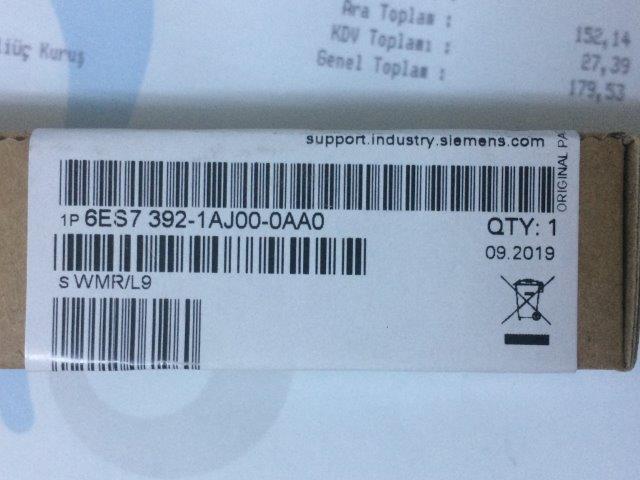 Ara Toplam :
152,14
KDV Toplamı :
27,39
Genel Toplam :
179,53
Kuruş
support.industry.siemens.com
ORIGINAL PA
1P 6ES7 392-1AJ00-0AA0
QTY: 1
09.2019
s WMR/L9